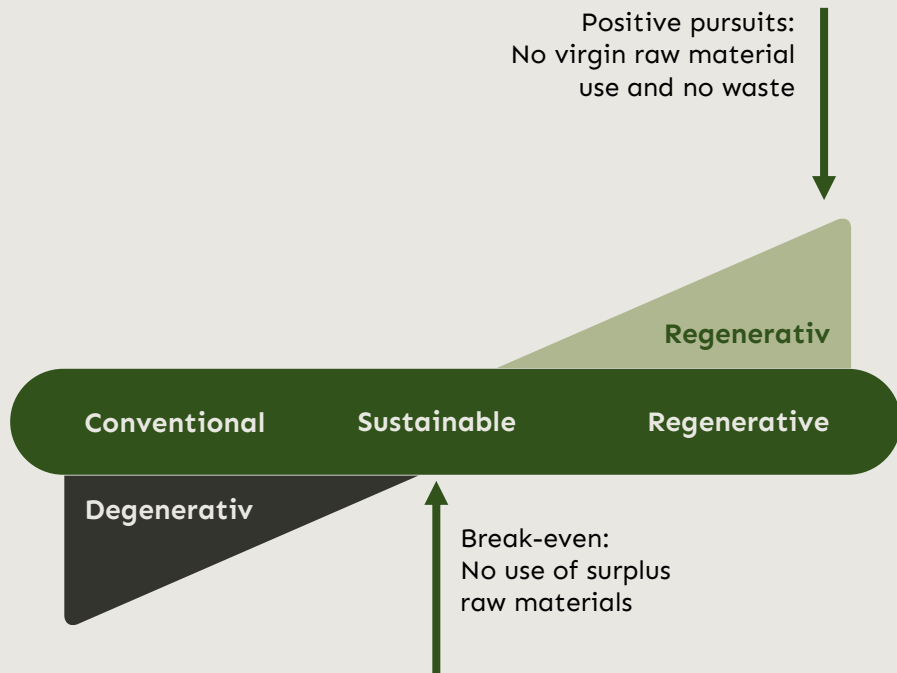 Positive pursuits:
No virgin raw material
use and no waste
Regenerativ
Conventional
Sustainable
Regenerative
Degenerativ
Break-even:
No use of surplus
raw materials